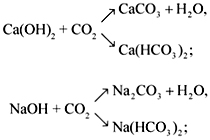 CaCO₃ + H₂O,
Ca(OH)₂ + CO₂
Ca(HCO₃)₂;
Na₂CO₃ + H₂O,
NaOH + CO₂
Na(HCO₃)₂;